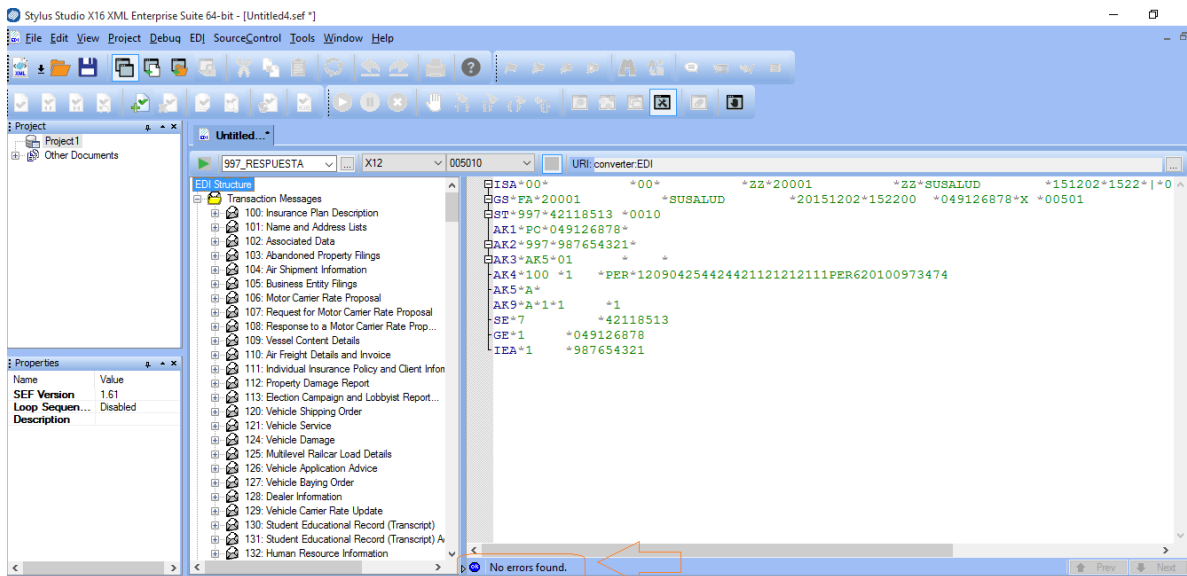 Stylus Studio X16 XML Enterprise Suite 64-bit - [Untitled4.sef *]
File Edit View Project Debug EDI SourceControl Tools Window Help
Project
Project1
Other Documents
Properties
Name Value
SEF Version 1.61
Loop Sequen... Disabled
Description
Untitled...*
997_RESPUESTA ... X12 005010 URI: converter:EDI ...
EDI Structure
Transaction Messages
100: Insurance Plan Description
101: Name and Address Lists
102: Associated Data
103: Abandoned Property Filings
104: Air Shipment Information
105: Business Entity Filings
106: Motor Carrier Rate Proposal
107: Request for Motor Carrier Rate Proposal
108: Response to a Motor Carrier Rate Prop...
109: Vessel Content Details
110: Air Freight Details and Invoice
111: Individual Insurance Policy and Client Infor
112: Property Damage Report
113: Election Campaign and Lobbyist Report...
120: Vehicle Shipping Order
121: Vehicle Service
124: Vehicle Damage
125: Multilevel Railcar Load Details
126: Vehicle Application Advice
127: Vehicle Baying Order
128: Dealer Information
129: Vehicle Carrier Rate Update
130: Student Educational Record (Transcript)
131: Student Educational Record (Transcript) A
132: Human Resource Information
ISA*00* *00* *ZZ*20001 *ZZ*SUSALUD *151202*1522*|*0
GS*FA*20001 *SUSALUD *20151202*152200 *049126878*X *00501
ST*997*42118513 *0010
AK1*PC*049126878*
AK2*997*987654321*
AK3*AK5*01 * *
AK4*100 *1 *PER*120904254424421121212111PER620100973474
AK5*A*
AK9*A*1*1 *1
SE*7 *42118513
GE*1 *049126878
IEA*1 *987654321
No errors found.
Prev Next